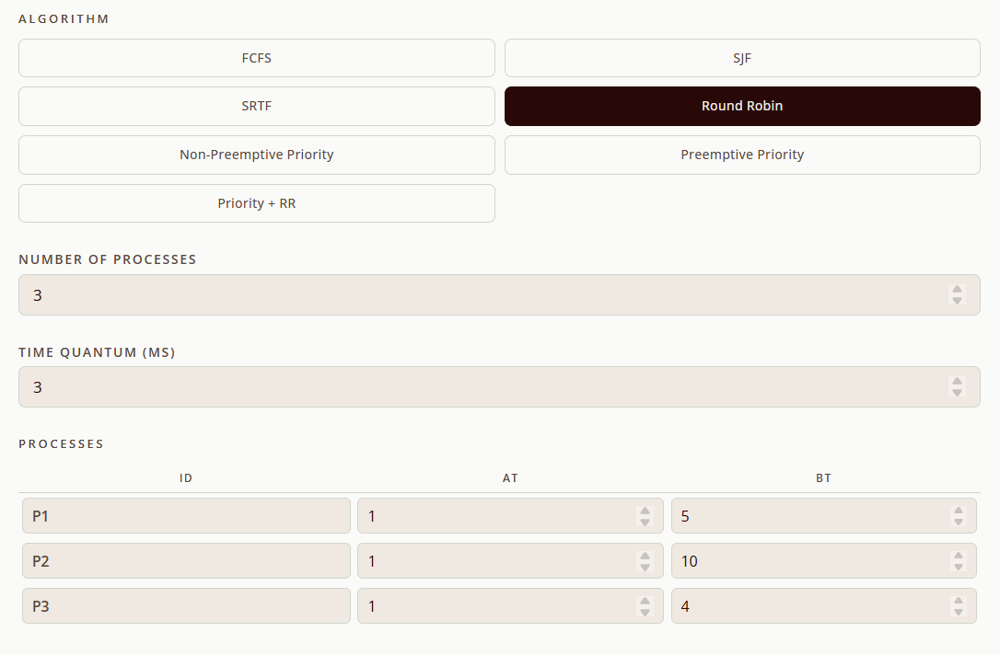 ALGORITHM
FCFS SJF
SRTF Round Robin
Non-Preemptive Priority Preemptive Priority
Priority + RR
NUMBER OF PROCESSES
3
TIME QUANTUM (MS)
3
PROCESSES
ID AT BT
P1 1 5
P2 1 10
P3 1 4